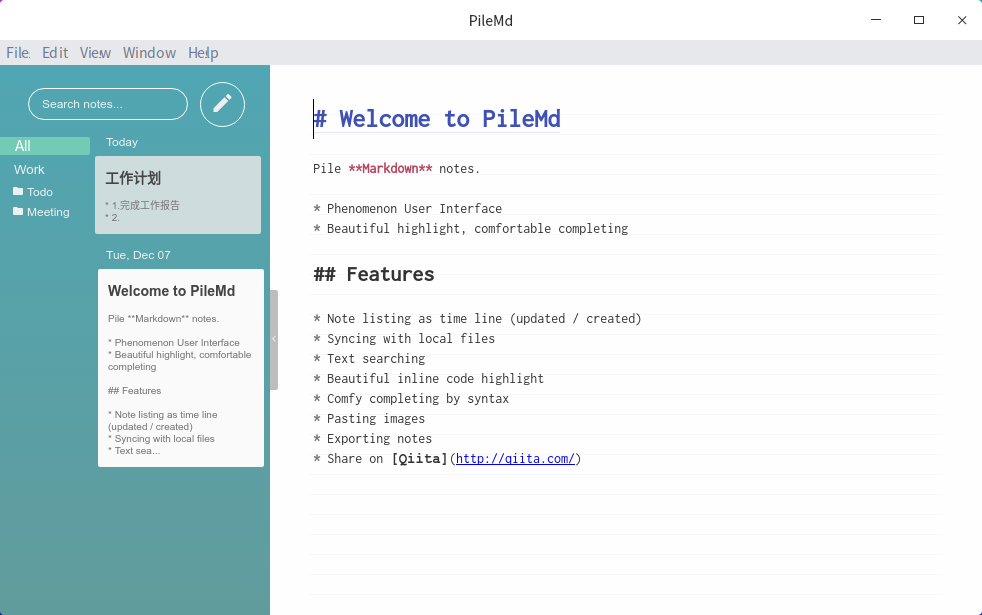 PileMd
File Edit View Window Help
Search notes...
All
Work
Todo
Meeting
Today
工作计划
* 1.完成工作报告
* 2.
Tue, Dec 07
Welcome to PileMd
Pile **Markdown** notes.
* Phenomenon User Interface
* Beautiful highlight, comfortable
completing
## Features
* Note listing as time line
(updated / created)
* Syncing with local files
* Text sea...
# Welcome to PileMd
Pile **Markdown** notes.
* Phenomenon User Interface
* Beautiful highlight, comfortable completing
## Features
* Note listing as time line (updated / created)
* Syncing with local files
* Text searching
* Beautiful inline code highlight
* Comfy completing by syntax
* Pasting images
* Exporting notes
* Share on [Qiita](http://qiita.com/)